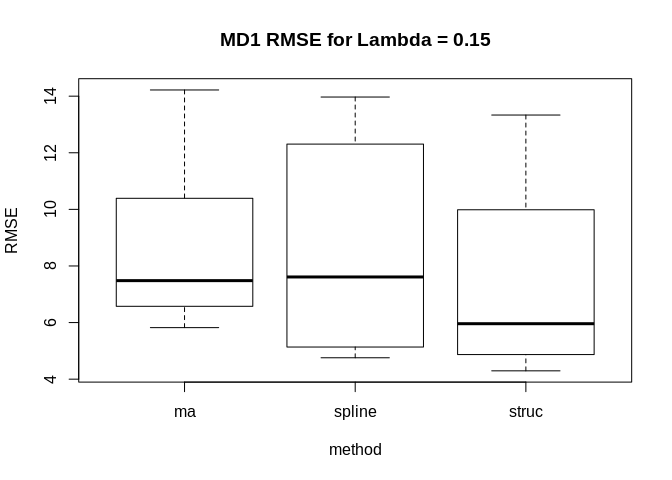 MD1 RMSE for Lambda = 0.15
RMSE
14
12
10
8
6
4
ma spline struc
method